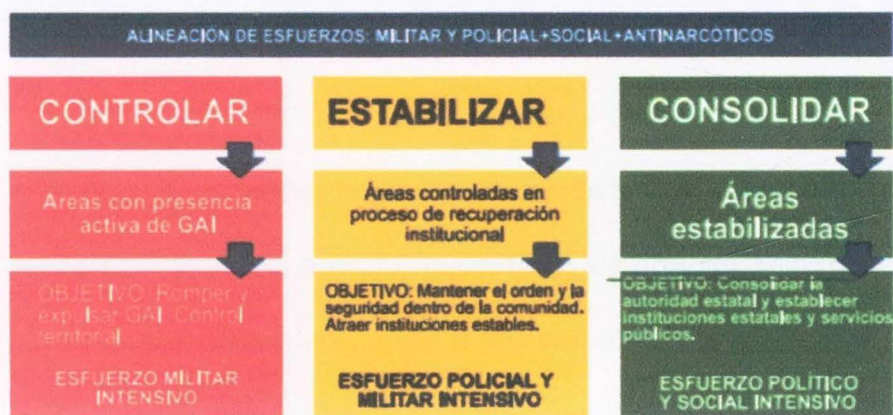 ALINEACIÓN DE ESFUERZOS: MILITAR Y POLICIAL+SOCIAL+ANTINARCÓTICOS
CONTROLAR
Áreas con presencia
activa de GAI
OBJETIVO: Romper y
expulsar GAI. Control
territorial
ESFUERZO MILITAR
INTENSIVO
ESTABILIZAR
Áreas controladas en
proceso de recuperación
institucional
OBJETIVO: Mantener el orden y la
seguridad dentro de la comunidad.
Atraer instituciones estables.
ESFUERZO POLICIAL Y
MILITAR INTENSIVO
CONSOLIDAR
Áreas
estabilizadas
OBJETIVO: Consolidar la
autoridad estatal y establecer
instituciones estatales y servicios
públicos.
ESFUERZO POLÍTICO
Y SOCIAL INTENSIVO